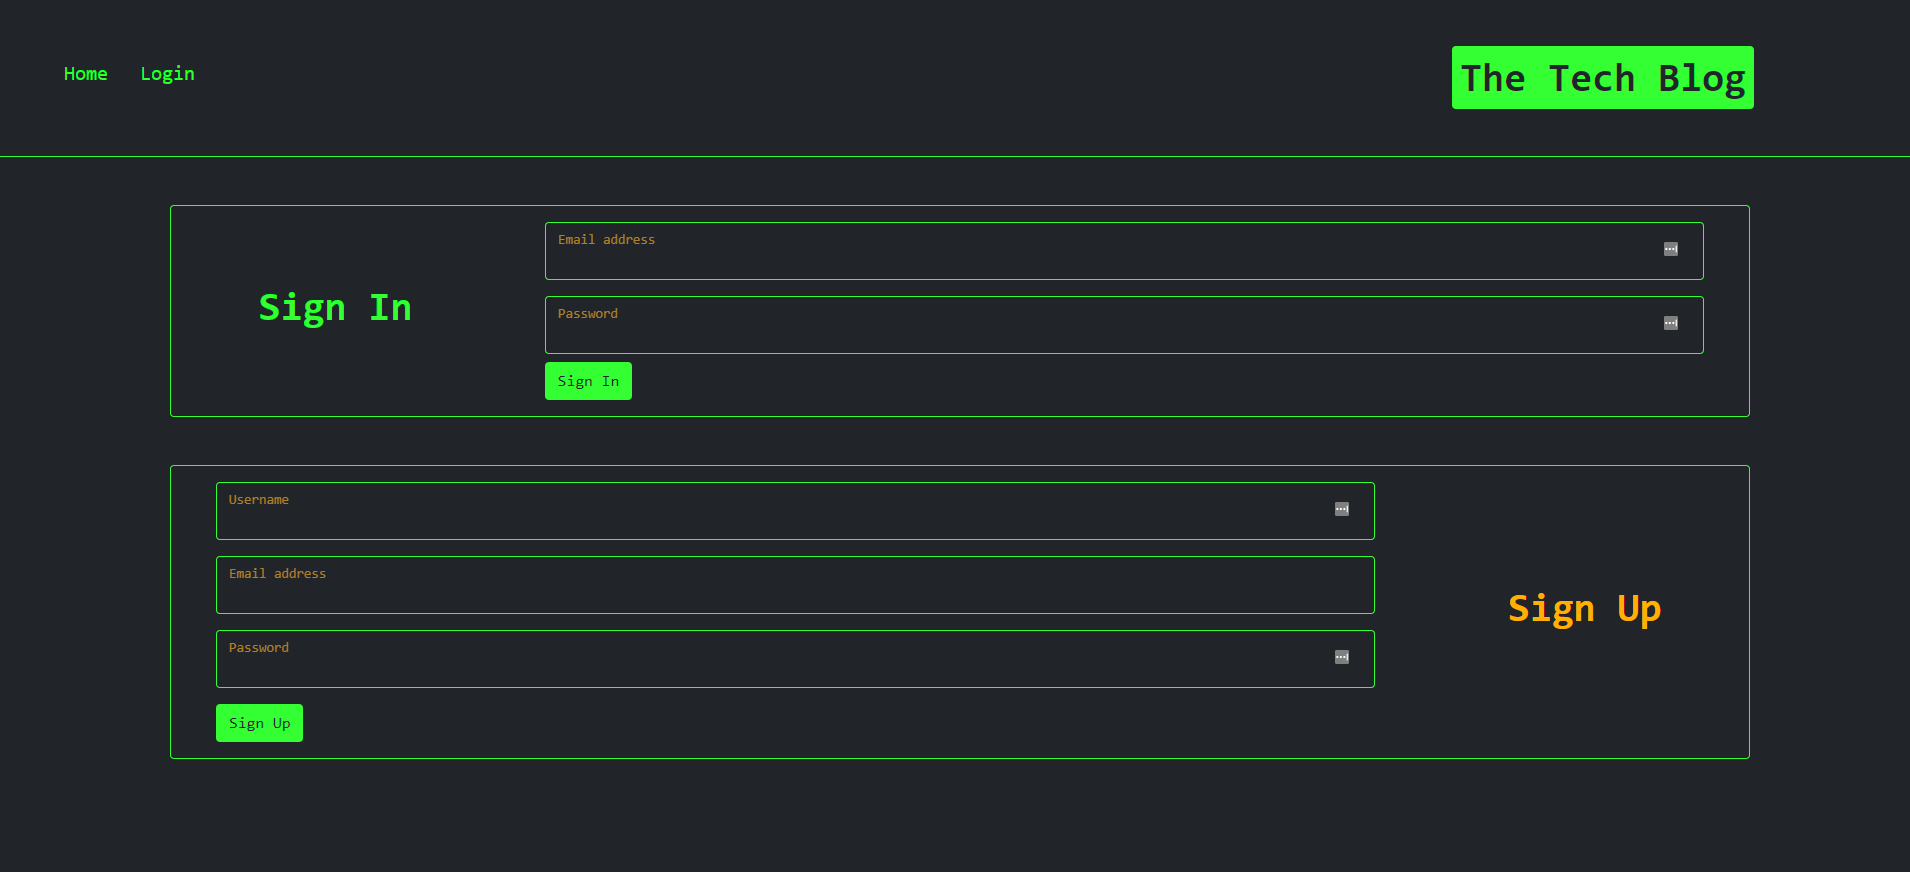 Home Login
The Tech Blog
Sign In
Email address
Password
Sign In
Username
Email address
Password
Sign Up
Sign Up